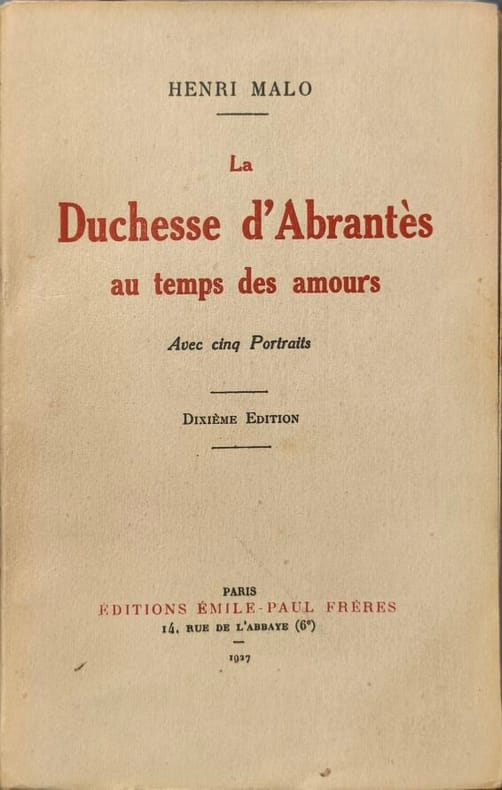 HENRI MALO
La
Duchesse d'Abrantès
au temps des amours
Avec cinq Portraits
DIXIÈME EDITION
PARIS
ÉDITIONS ÉMILE-PAUL FRÈRES
14, RUE DE L'ABBAYE (6e)
1927